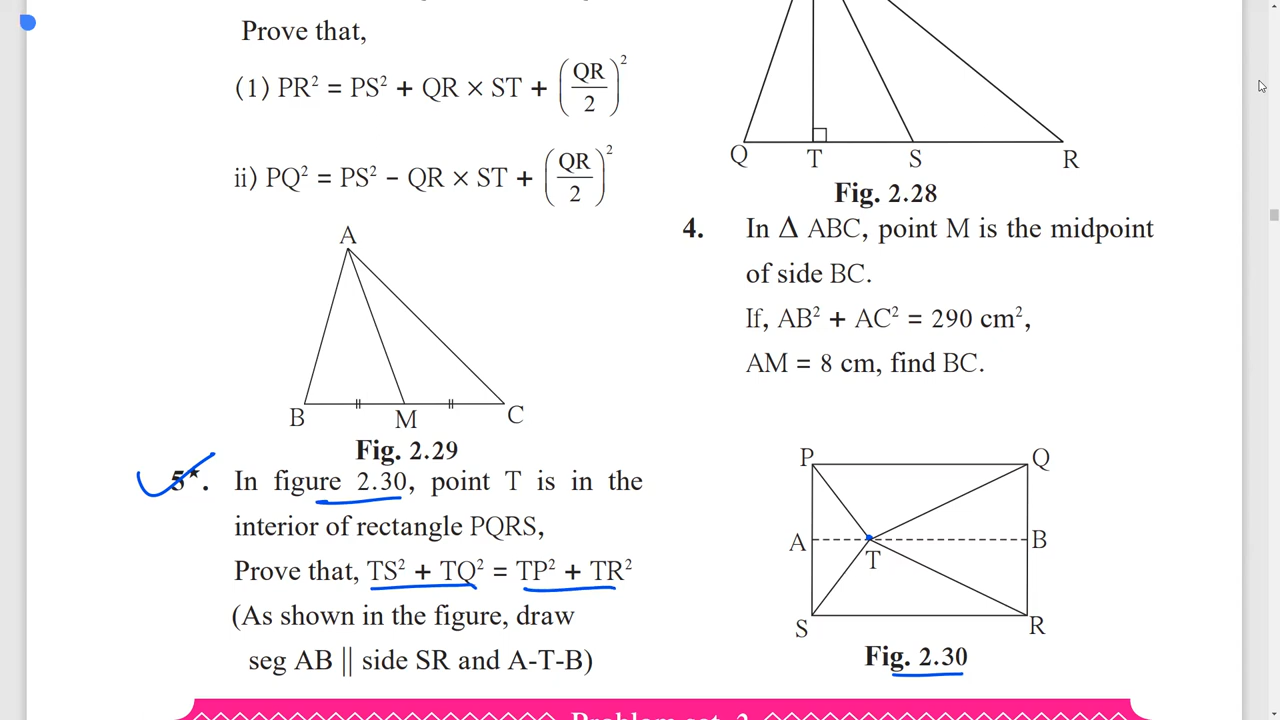 Prove that,
(1) PR² = PS² + QR × ST + (QR/2)²
ii) PQ² = PS² – QR × ST + (QR/2)²
Q T S R
Fig. 2.28
4. In Δ ABC, point M is the midpoint
of side BC.
If, AB² + AC² = 290 cm²,
AM = 8 cm, find BC.
A
B M C
Fig. 2.29
5*. In figure 2.30, point T is in the
interior of rectangle PQRS,
Prove that, TS² + TQ² = TP² + TR²
(As shown in the figure, draw
seg AB || side SR and A-T-B)
P Q
A T B
S R
Fig. 2.30